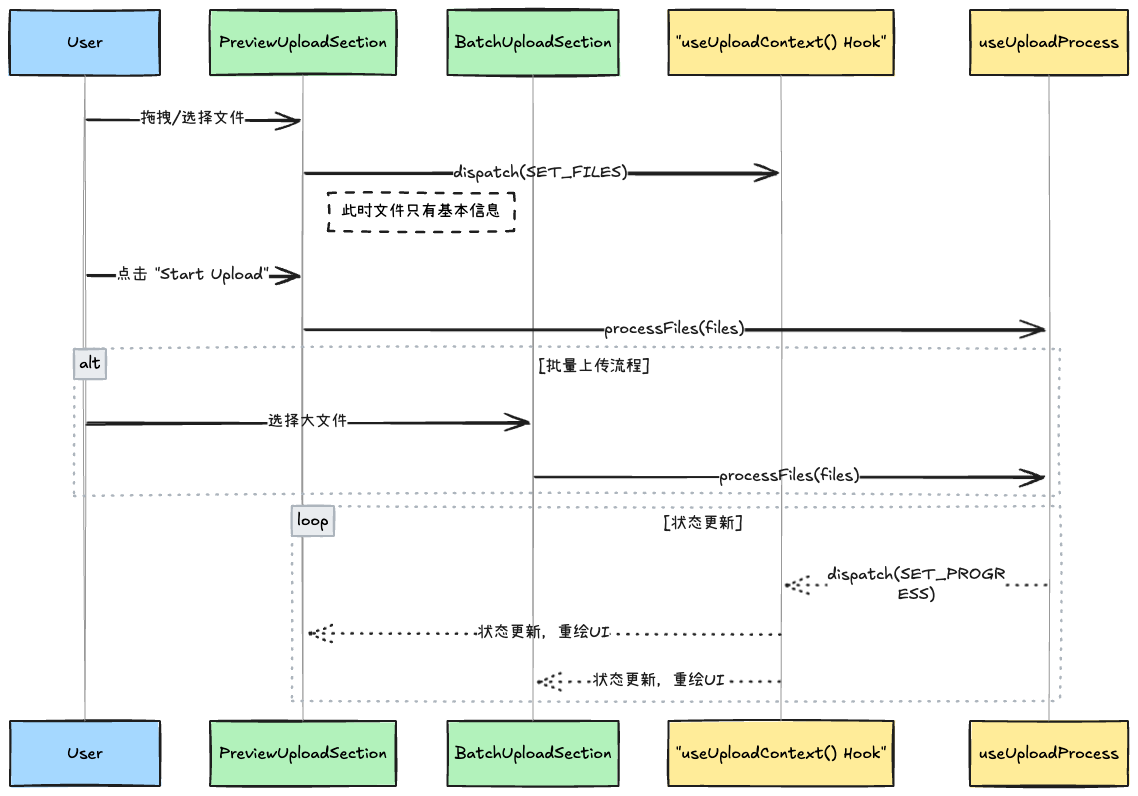 User
PreviewUploadSection
BatchUploadSection
"useUploadContext() Hook"
useUploadProcess
拖拽/选择文件
dispatch(SET_FILES)
此时文件只有基本信息
点击 "Start Upload"
processFiles(files)
alt
[批量上传流程]
选择大文件
processFiles(files)
loop
[状态更新]
dispatch(SET_PROGR
ESS)
状态更新，重绘UI
状态更新，重绘UI
User
PreviewUploadSection
BatchUploadSection
"useUploadContext() Hook"
useUploadProcess